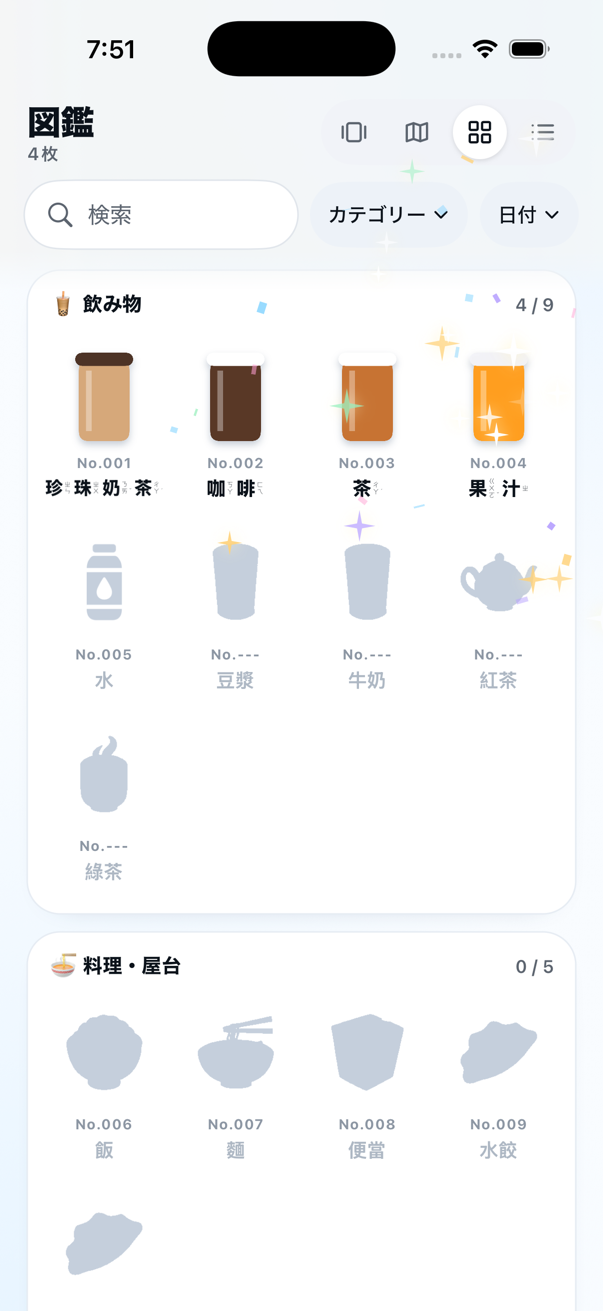 7:51
図鑑
4枚
検索
カテゴリー
日付
飲み物
4 / 9
No.001
No.002
No.003
No.004
珍珠奶茶
咖啡
茶
果汁
No.005
No.---
No.---
No.---
水
豆漿
牛奶
紅茶
No.---
綠茶
料理・屋台
0 / 5
No.006
No.007
No.008
No.009
飯
麵
便當
水餃